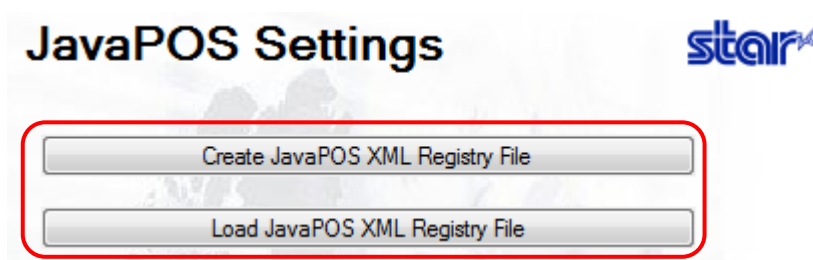 JavaPOS Settings
star
Create JavaPOS XML Registry File
Load JavaPOS XML Registry File